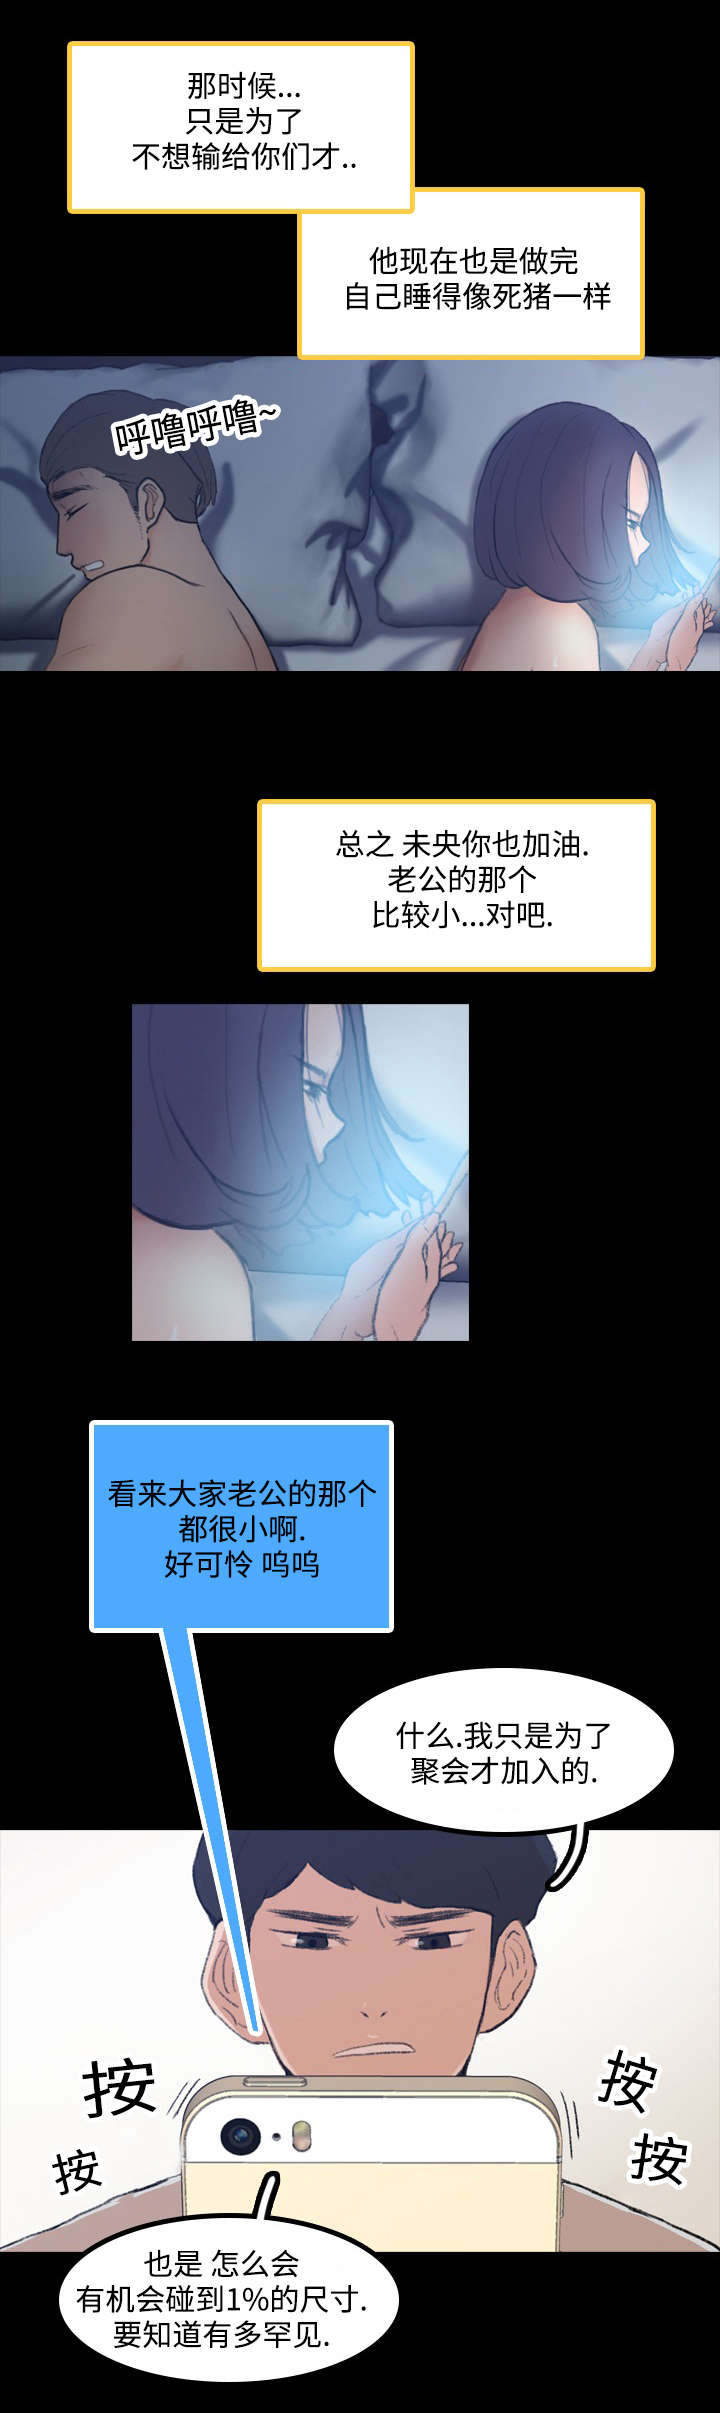 那时候...
只是为了
不想输给你们才..
他现在也是做完
自己睡得像死猪一样
呼噜呼噜~
总之 未央你也加油.
老公的那个
比较小...对吧.
看来大家老公的那个
都很小啊.
好可怜 呜呜
什么.我只是为了
聚会才加入的.
按
按
按
按
也是 怎么会
有机会碰到1%的尺寸.
要知道有多罕见.